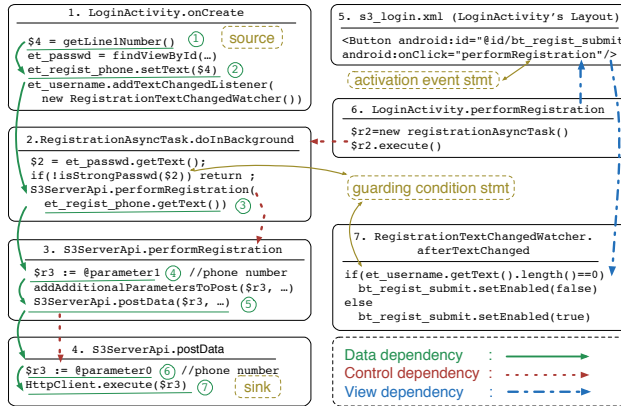 1. LoginActivity.onCreate
$4 = getLine1Number() 1
source
et_passwd = findViewById(…)
et_regist_phone.setText($4) 2
et_username.addTextChangedListener(
new RegistrationTextChangedWatcher())
2.RegistrationAsyncTask.doInBackground
$2 = et_passwd.getText();
if(!isStrongPasswd($2)) return ;
S3ServerApi.performRegistration(
et_regist_phone.getText()) 3
3. S3ServerApi.performRegistration
$r3 := @parameter1 4 //phone number
addAdditionalParametersToPost($r3, …)
S3ServerApi.postData($r3, …) 5
4. S3ServerApi.postData
$r3 := @parameter0 6 //phone number
HttpClient.execute($r3) 7
sink
5. s3_login.xml (LoginActivity's Layout)
<Button android:id="@id/bt_regist_submit
android:onClick="performRegistration"/>
activation event stmt
6. LoginActivity.performRegistration
$r2=new registrationAsyncTask()
$r2.execute()
guarding condition stmt
7. RegistrationTextChangedWatcher.
afterTextChanged
if(et_username.getText().length()==0)
bt_regist_submit.setEnabled(false)
else
bt_regist_submit.setEnabled(true)
Data dependency :
Control dependency :
View dependency :